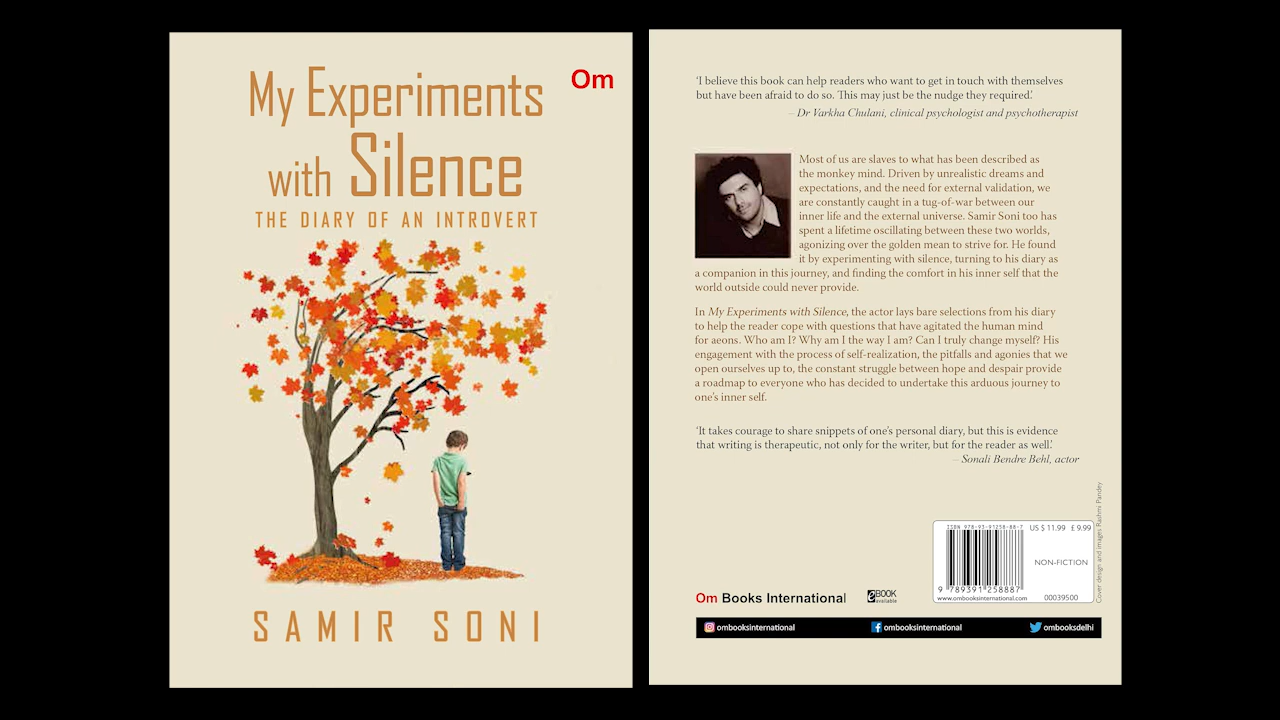 My Experiments
Om
with Silence
THE DIARY OF AN INTROVERT
SAMIR SONI
‘I believe this book can help readers who want to get in touch with themselves
but have been afraid to do so. This may just be the nudge they required.’
– Dr Varkha Chulani, clinical psychologist and psychotherapist
Most of us are slaves to what has been described as
the monkey mind. Driven by unrealistic dreams and
expectations, and the need for external validation, we
are constantly caught in a tug-of-war between our
inner life and the external universe. Samir Soni too has
spent a lifetime oscillating between these two worlds,
agonizing over the golden mean to strive for. He found
it by experimenting with silence, turning to his diary as
a companion in this journey, and finding the comfort in his inner self that the
world outside could never provide.
In My Experiments with Silence, the actor lays bare selections from his diary
to help the reader cope with questions that have agitated the human mind
for aeons. Who am I? Why am I the way I am? Can I truly change myself? His
engagement with the process of self-realization, the pitfalls and agonies that we
open ourselves up to, the constant struggle between hope and despair provide
a roadmap to everyone who has decided to undertake this arduous journey to
one’s inner self.
‘It takes courage to share snippets of one’s personal diary, but this is evidence
that writing is therapeutic, not only for the writer, but for the reader as well.’
– Sonali Bendre Behl, actor
Cover design and images Rashmi Pandey
ISBN 978-93-91258-88-7
US $ 11.99 £ 9.99
NON-FICTION
9 789391 258887
www.ombooksinternational.com
00039500
Om Books International
eBOOK
available
ombooksinternational
ombooksinternational
ombooksdelhi